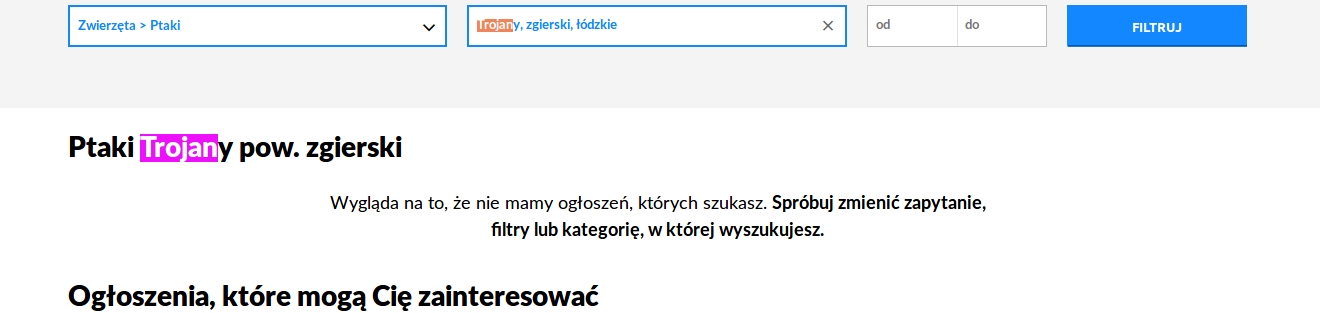 Zwierzęta > Ptaki
Trojany, zgierski, łódzkie
od
do
FILTRUJ
Ptaki Trojany pow. zgierski
Wygląda na to, że nie mamy ogłoszeń, których szukasz. Spróbuj zmienić zapytanie,
filtry lub kategorię, w której wyszukujesz.
Ogłoszenia, które mogą Cię zainteresować